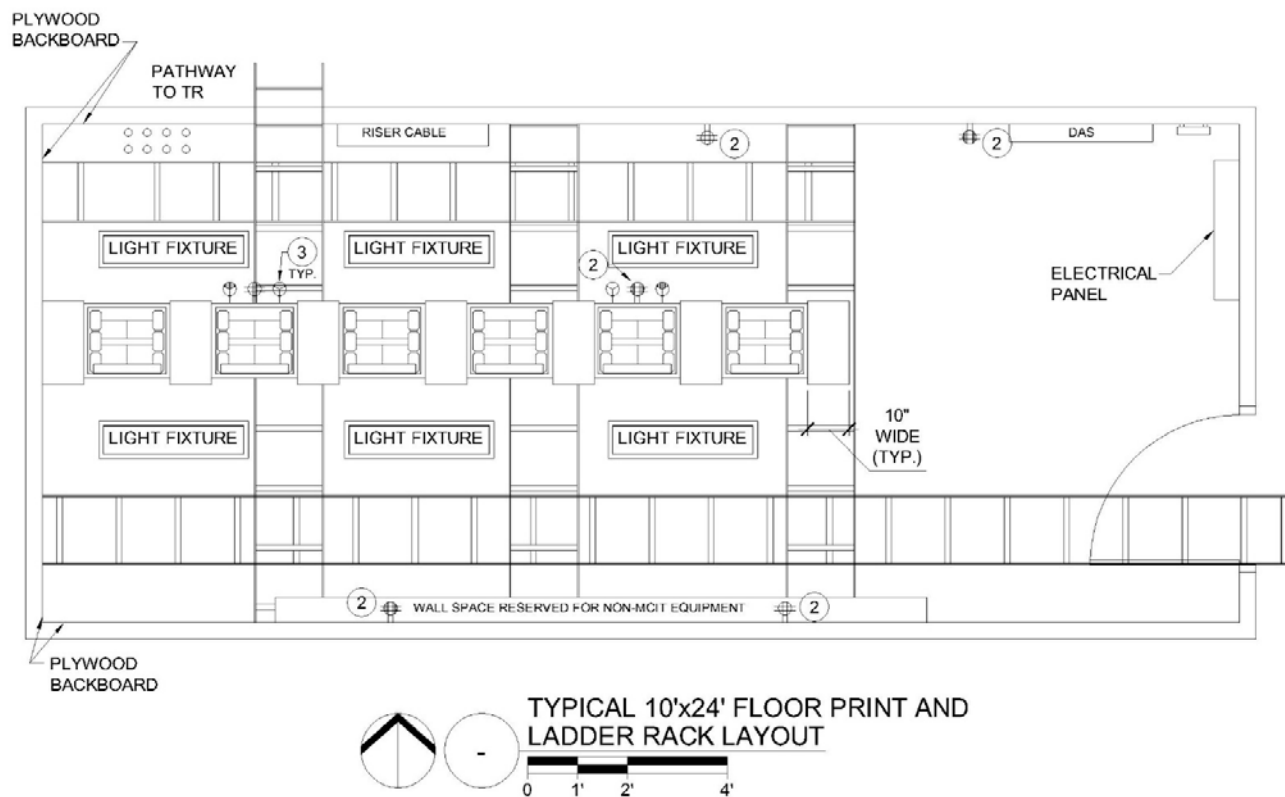 PLYWOOD
BACKBOARD
PATHWAY
TO TR
RISER CABLE
2
2
DAS
LIGHT FIXTURE
3
TYP.
LIGHT FIXTURE
2
LIGHT FIXTURE
ELECTRICAL
PANEL
LIGHT FIXTURE
LIGHT FIXTURE
LIGHT FIXTURE
10"
WIDE
(TYP.)
2
WALL SPACE RESERVED FOR NON-MCIT EQUIPMENT
2
PLYWOOD
BACKBOARD
-
TYPICAL 10'x24' FLOOR PRINT AND
LADDER RACK LAYOUT
0 1' 2' 4'